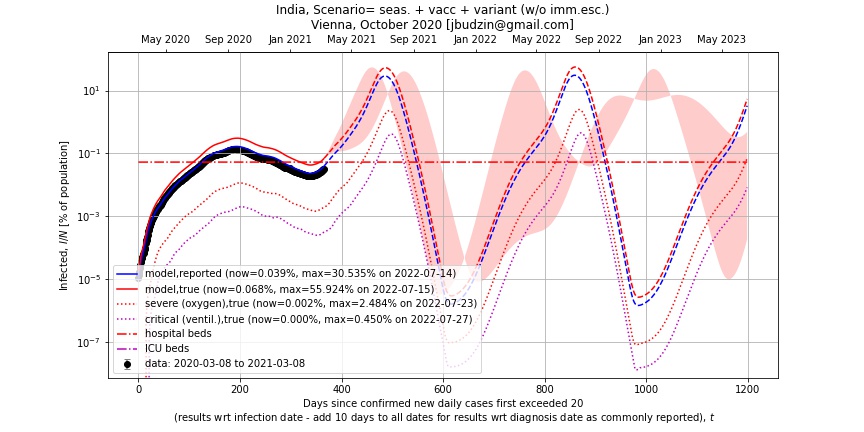 India, Scenario= seas. + vacc + variant (w/o imm.esc.)
Vienna, October 2020 [jbudzin@gmail.com]
May 2020 Sep 2020 Jan 2021 May 2021 Sep 2021 Jan 2022 May 2022 Sep 2022 Jan 2023 May 2023
Infected, I/N [% of population]
10^1
10^-1
10^-3
10^-5
10^-7
model,reported (now=0.039%, max=30.535% on 2022-07-14)
model,true (now=0.068%, max=55.924% on 2022-07-15)
severe (oxygen),true (now=0.002%, max=2.484% on 2022-07-23)
critical (ventil.),true (now=0.000%, max=0.450% on 2022-07-27)
hospital beds
ICU beds
data: 2020-03-08 to 2021-03-08
0 200 400 600 800 1000 1200
Days since confirmed new daily cases first exceeded 20
(results wrt infection date - add 10 days to all dates for results wrt diagnosis date as commonly reported), t